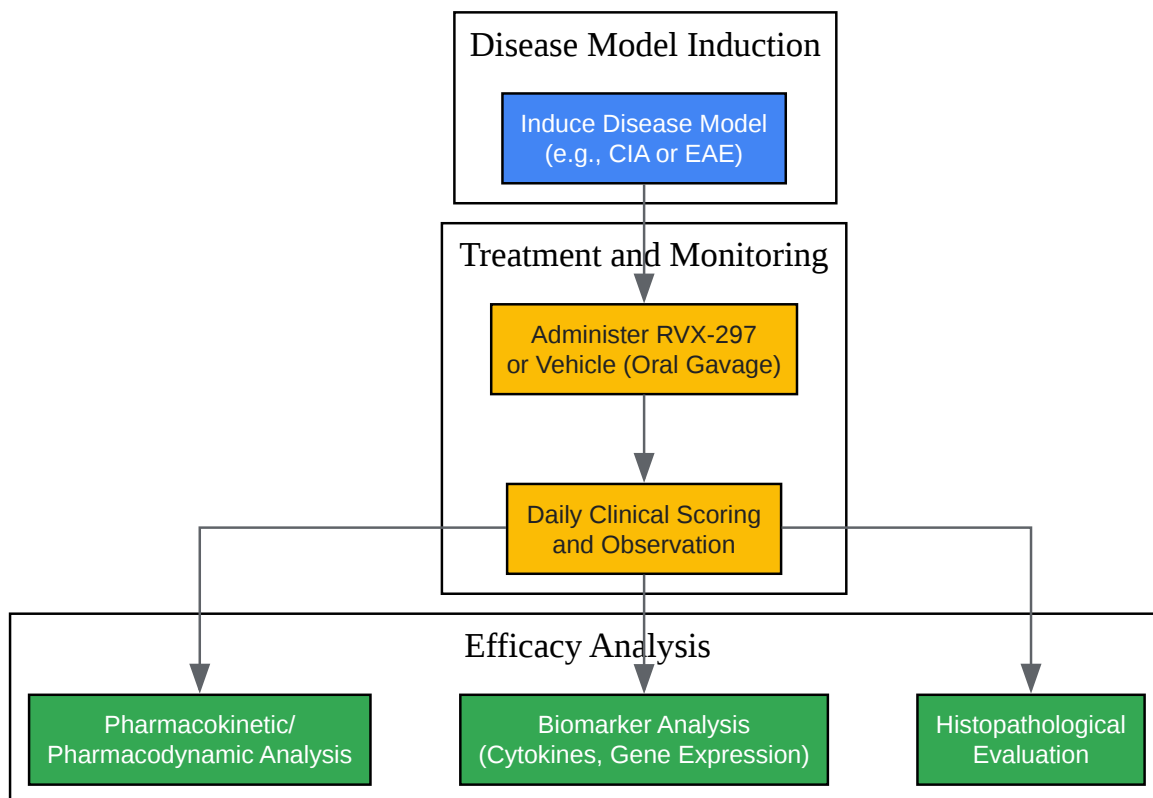 Disease Model Induction
Induce Disease Model
(e.g., CIA or EAE)
Treatment and Monitoring
Administer RVX-297
or Vehicle (Oral Gavage)
Daily Clinical Scoring
and Observation
Efficacy Analysis
Pharmacokinetic/
Pharmacodynamic Analysis
Biomarker Analysis
(Cytokines, Gene Expression)
Histopathological
Evaluation